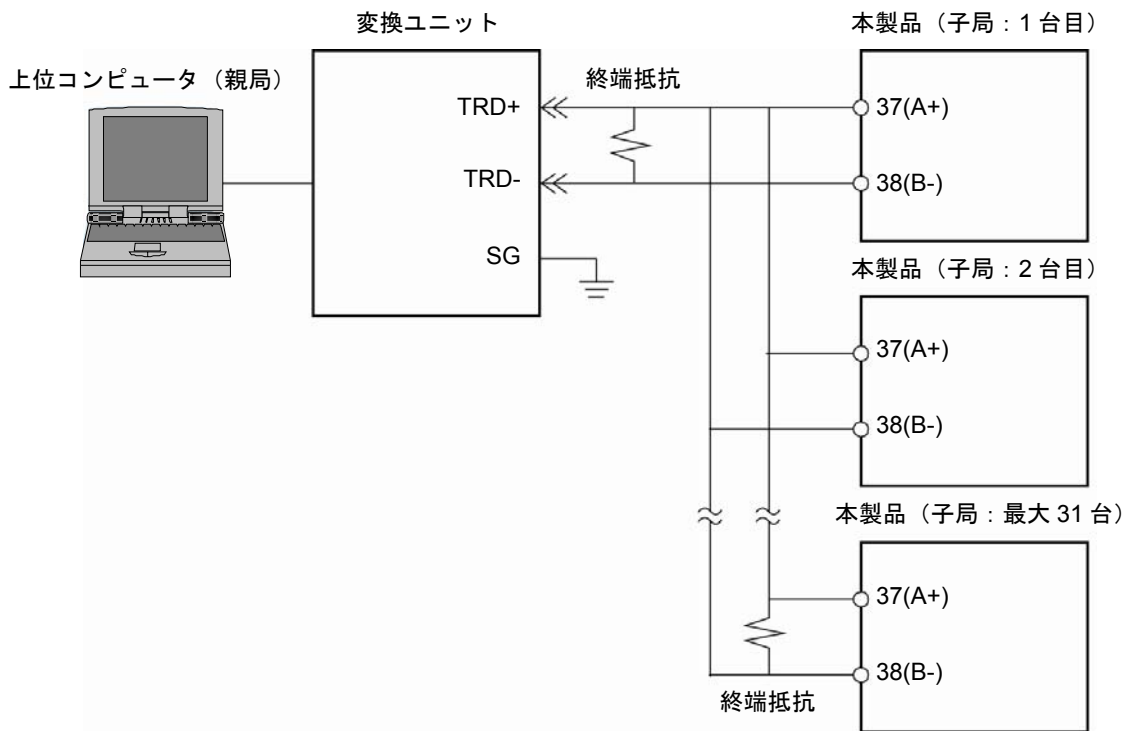 変換ユニット
本製品（子局：1 台目）
上位コンピュータ（親局）
終端抵抗
TRD+
37(A+)
TRD-
38(B-)
SG
本製品（子局：2 台目）
37(A+)
38(B-)
本製品（子局：最大 31 台）
37(A+)
38(B-)
終端抵抗